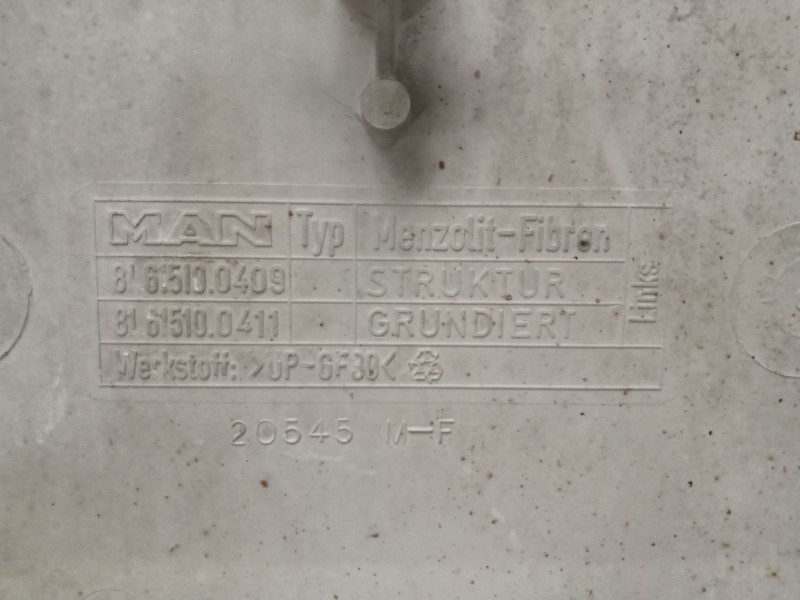 MAN Typ Menzolit-Fibron
81.61510.0409 STRUKTUR
81.61510.0411 GRUNDIERT
links
Werkstoff: >UP-GF30<
20545 M-F